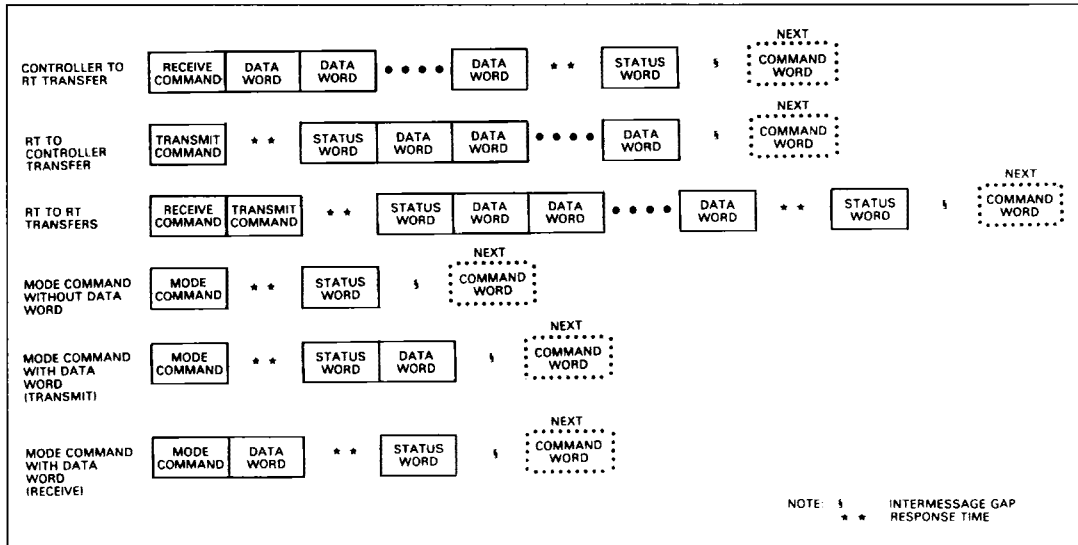 NEXT
CONTROLLER TO
RT TRANSFER
RECEIVE
COMMAND
DATA
WORD
DATA
WORD
● ● ● ●
DATA
WORD
* *
STATUS
WORD
§
COMMAND
WORD
NEXT
RT TO
CONTROLLER
TRANSFER
TRANSMIT
COMMAND
* *
STATUS
WORD
DATA
WORD
DATA
WORD
● ● ● ●
DATA
WORD
§
COMMAND
WORD
NEXT
RT TO RT
TRANSFERS
RECEIVE
COMMAND
TRANSMIT
COMMAND
* *
STATUS
WORD
DATA
WORD
DATA
WORD
● ● ● ●
DATA
WORD
* *
STATUS
WORD
§
COMMAND
WORD
NEXT
MODE COMMAND
WITHOUT DATA
WORD
MODE
COMMAND
* *
STATUS
WORD
§
COMMAND
WORD
NEXT
MODE COMMAND
WITH DATA
WORD
(TRANSMIT)
MODE
COMMAND
* *
STATUS
WORD
DATA
WORD
§
COMMAND
WORD
NEXT
MODE COMMAND
WITH DATA
WORD
(RECEIVE)
MODE
COMMAND
DATA
WORD
* *
STATUS
WORD
§
COMMAND
WORD
NOTE: § INTERMESSAGE GAP
* * RESPONSE TIME